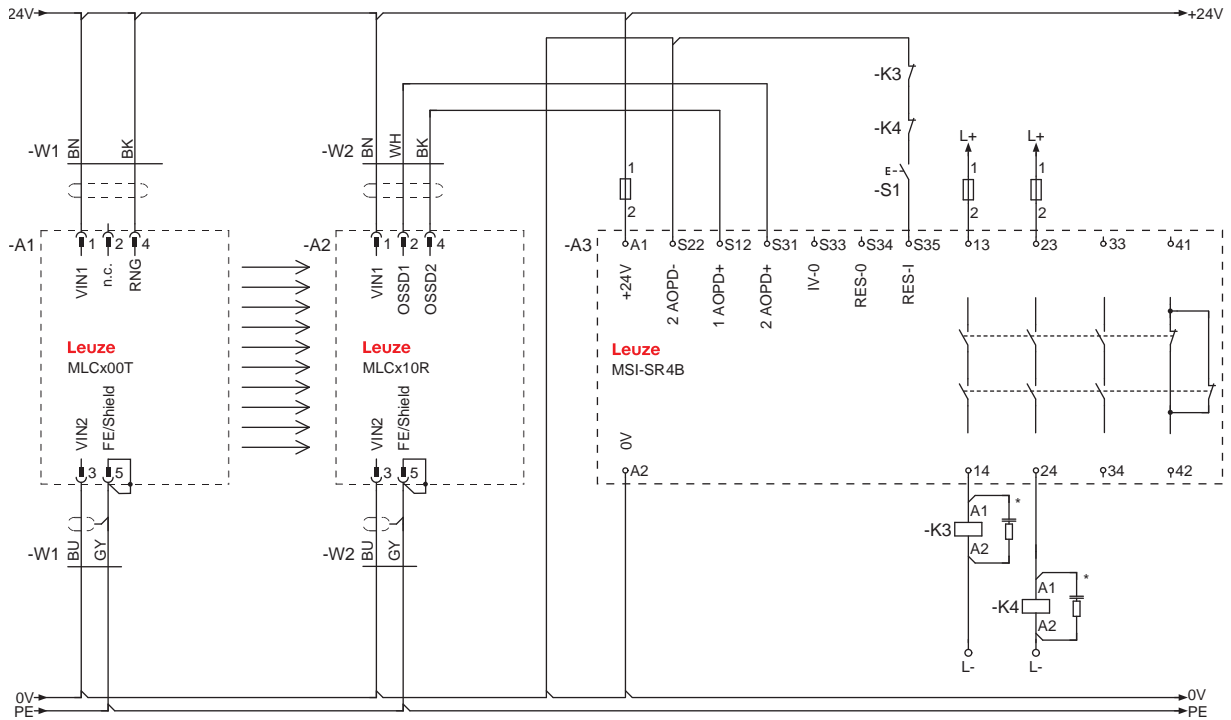 24V +24V
-K3
-K4
-S1 E
L+ L+
-W1 BN BK
-W2 BN WH BK
1 1 1
2 2 2
-A1 1 2 4
VIN1 n.c. RNG
-A2 1 2 4
VIN1 OSSD1 OSSD2
-A3 A1 S22 S12 S31 S33 S34 S35 13 23 33 41
+24V 2 AOPD- 1 AOPD+ 2 AOPD+ IV-0 RES-0 RES-I
Leuze
MLCx00T
Leuze
MLCx10R
Leuze
MSI-SR4B
VIN2 FE/Shield
VIN2 FE/Shield
0V
3 5
3 5
A2 14 24 34 42
-W1 BU GY
-W2 BU GY
-K3 A1 A2 *
-K4 A1 A2 *
L- L-
0V 0V
PE PE